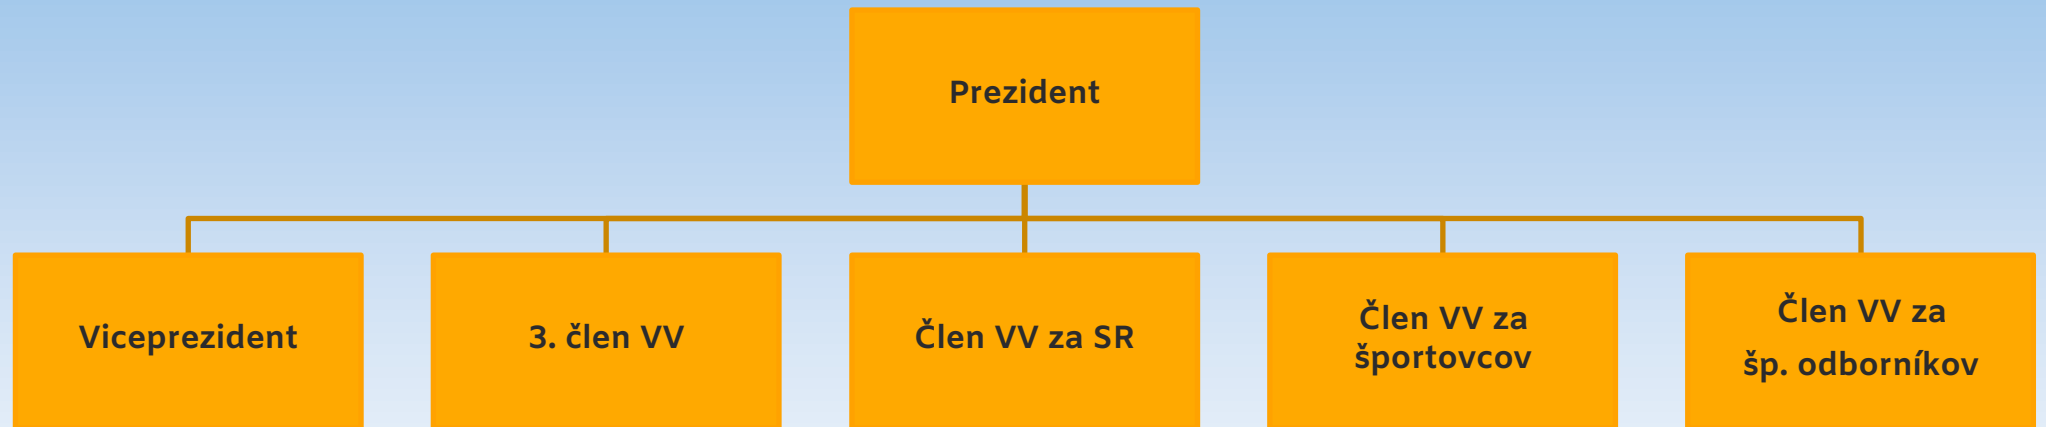 Prezident
Viceprezident
3. člen VV
Člen VV za SR
Člen VV za
športovcov
Člen VV za
šp. odborníkov